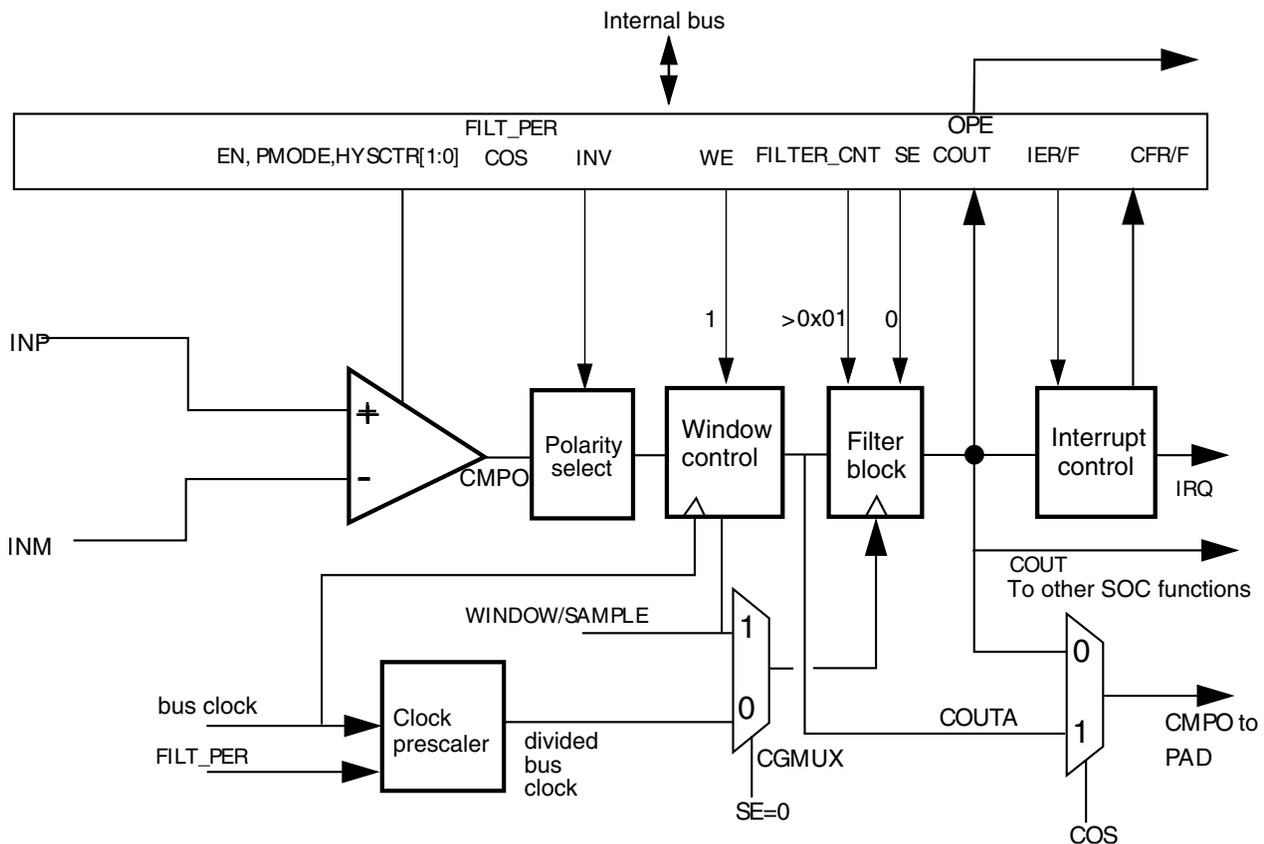 Internal bus
OPE
FILT_PER
EN, PMODE,HYSCTR[1:0] COS INV WE FILTER_CNT SE COUT IER/F CFR/F
1 >0x01 0
INP
+
-
CMPO
Polarity
select
Window
control
Filter
block
Interrupt
control
IRQ
INM
COUT
To other SOC functions
WINDOW/SAMPLE
1
0
0
1
bus clock
FILT_PER
Clock
prescaler
divided
bus
clock
CGMUX
SE=0
COUTA
CMPO to
PAD
COS